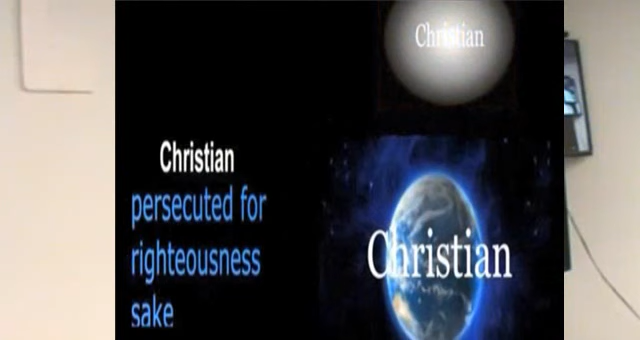 Christian
Christian
persecuted for
righteousness
sake
Christian